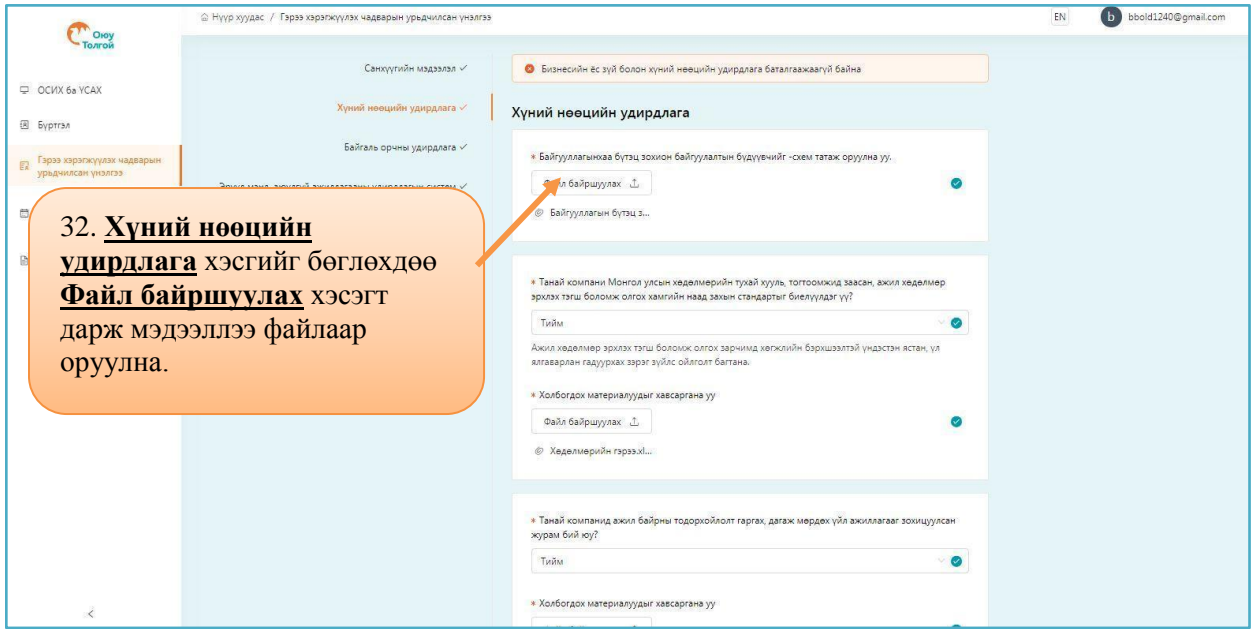 Оюу
Толгой
Нүүр хуудас / Гэрээ хэрэгжүүлэх чадварын урьдчилсан үнэлгээ
EN
b
bbold1240@gmail.com
ОСИХ ба YCAX
Бүртгэл
Гэрээ хэрэгжүүлэх чадварын
урьдчилсан үнэлгээ
Санхүүгийн мэдээлэл
Хүний нөөцийн удирдлага
Байгаль орчны удирдлага
Эрүүл мэнд, аюулгүй ажиллагааны удирдлагын систем
32. Хүний нөөцийн
удирдлага хэсгийг бөглөхдөө
Файл байршуулах хэсэгт
дарж мэдээллээ файлаар
оруулна.
Бизнесийн ёс зүй болон хүний нөөцийн удирдлага баталгаажаагүй байна
Хүний нөөцийн удирдлага
* Байгууллагынхаа бүтэц зохион байгуулалтын бүдүүвчийг -схем татаж оруулна уу.
Файл байршуулах
Байгууллагын бүтэц з...
* Танай компани Монгол улсын хөдөлмөрийн тухай хууль, тогтоомжид заасан, ажил хөдөлмөр
эрхлэх тэгш боломж олгох хамгийн наад захын стандартыг биелүүлдэг үү?
Тийм
Ажил хөдөлмөр эрхлэх тэгш боломж олгох зарчимд хөгжлийн бэрхшээлтэй үндэстэн ястан, үл
ялгаварлан гадуурхах зэрэг зүйлс ойлголт багтана.
* Холбогдох материалуудыг хавсаргана уу
Файл байршуулах
Хөдөлмөрийн гэрээ.xl...
* Танай компанид ажил байрны тодорхойлолт гаргах, дагаж мөрдөх үйл ажиллагааг зохицуулсан
журам бий юу?
Тийм
* Холбогдох материалуудыг хавсаргана уу